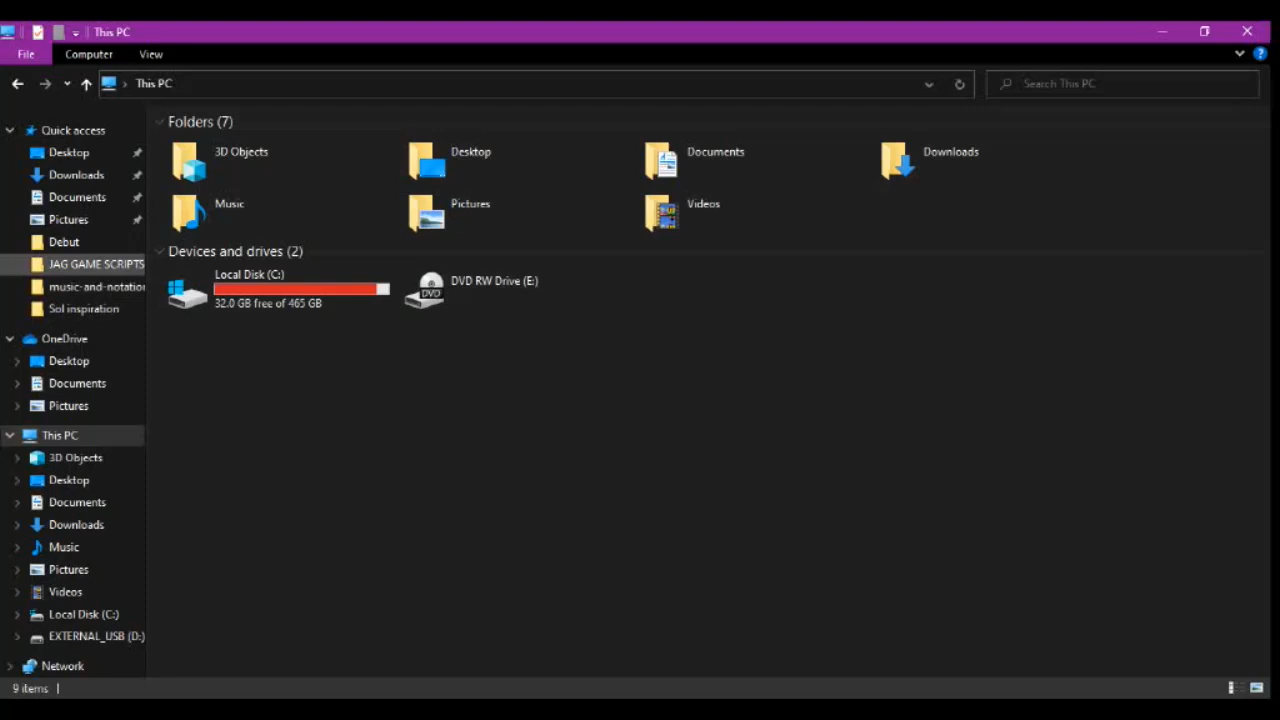 This PC
File Computer View
This PC
Search This PC
Quick access
Desktop
Downloads
Documents
Pictures
Debut
JAG GAME SCRIPTS
music-and-notation
Sol inspiration
OneDrive
Desktop
Documents
Pictures
This PC
3D Objects
Desktop
Documents
Downloads
Music
Pictures
Videos
Local Disk (C:)
EXTERNAL_USB (D:)
Network
Folders (7)
3D Objects Desktop Documents Downloads
Music Pictures Videos
Devices and drives (2)
Local Disk (C:)
32.0 GB free of 465 GB
DVD
DVD RW Drive (E:)
9 items